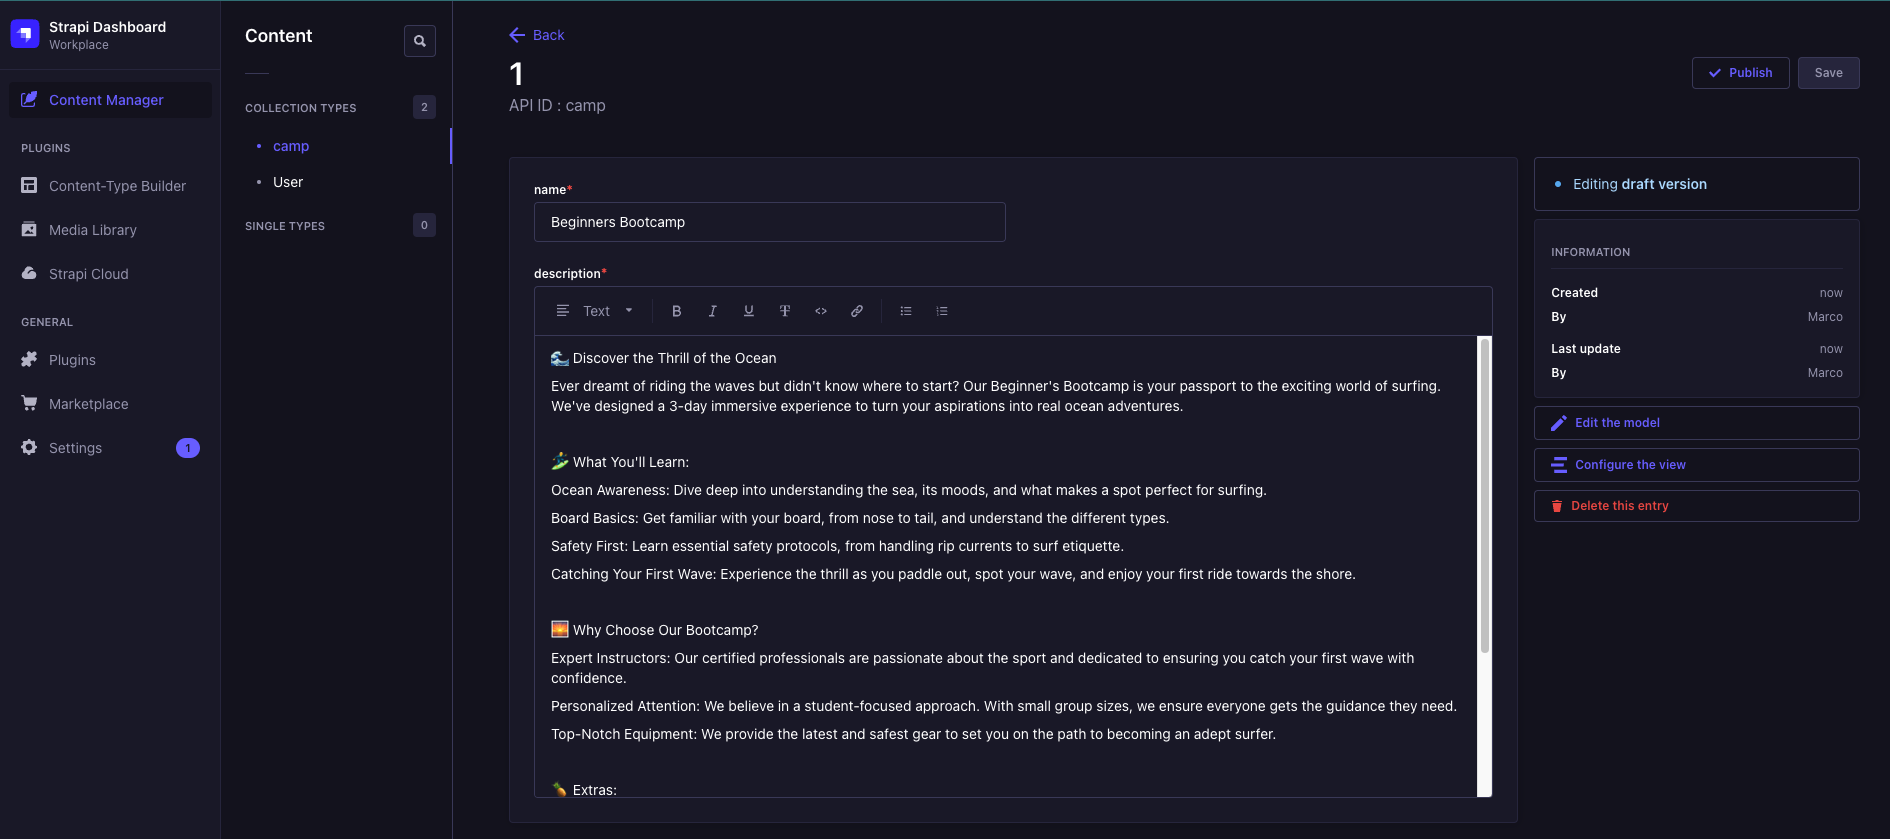 Strapi Dashboard
Workplace
Content Manager
PLUGINS
Content-Type Builder
Media Library
Strapi Cloud
GENERAL
Plugins
Marketplace
Settings
1
Content
COLLECTION TYPES
2
camp
User
SINGLE TYPES
0
Back
1
API ID : camp
Publish
Save
name*
Beginners Bootcamp
description*
Text
🌊 Discover the Thrill of the Ocean
Ever dreamt of riding the waves but didn't know where to start? Our Beginner's Bootcamp is your passport to the exciting world of surfing.
We've designed a 3-day immersive experience to turn your aspirations into real ocean adventures.
🏄‍♂️ What You'll Learn:
Ocean Awareness: Dive deep into understanding the sea, its moods, and what makes a spot perfect for surfing.
Board Basics: Get familiar with your board, from nose to tail, and understand the different types.
Safety First: Learn essential safety protocols, from handling rip currents to surf etiquette.
Catching Your First Wave: Experience the thrill as you paddle out, spot your wave, and enjoy your first ride towards the shore.
🌅 Why Choose Our Bootcamp?
Expert Instructors: Our certified professionals are passionate about the sport and dedicated to ensuring you catch your first wave with
confidence.
Personalized Attention: We believe in a student-focused approach. With small group sizes, we ensure everyone gets the guidance they need.
Top-Notch Equipment: We provide the latest and safest gear to set you on the path to becoming an adept surfer.
🍍 Extras:
Editing draft version
INFORMATION
Created now
By Marco
Last update now
By Marco
Edit the model
Configure the view
Delete this entry